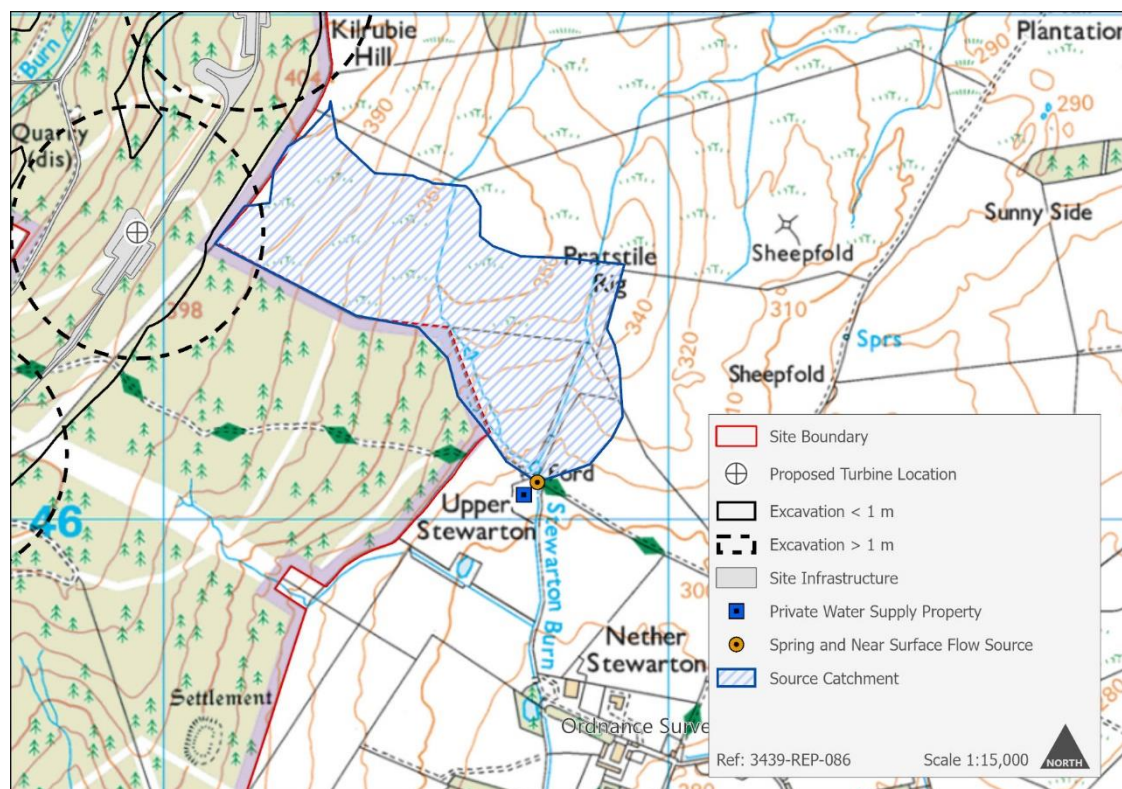 Kilrubie
Hill
Plantation
Burn
404
390
290
290
Quarry
(dis)
Sunny Side
Sheepfold
Pratstile
Rig
340
310
320
398
Sprs
Sheepfold
Ford
Upper
Stewarton
46
Stewarton Burn
Nether
Stewarton
Settlement
Ordnance Surve
280
Site Boundary
Proposed Turbine Location
Excavation < 1 m
Excavation > 1 m
Site Infrastructure
Private Water Supply Property
Spring and Near Surface Flow Source
Source Catchment
Ref: 3439-REP-086
Scale 1:15,000
NORTH